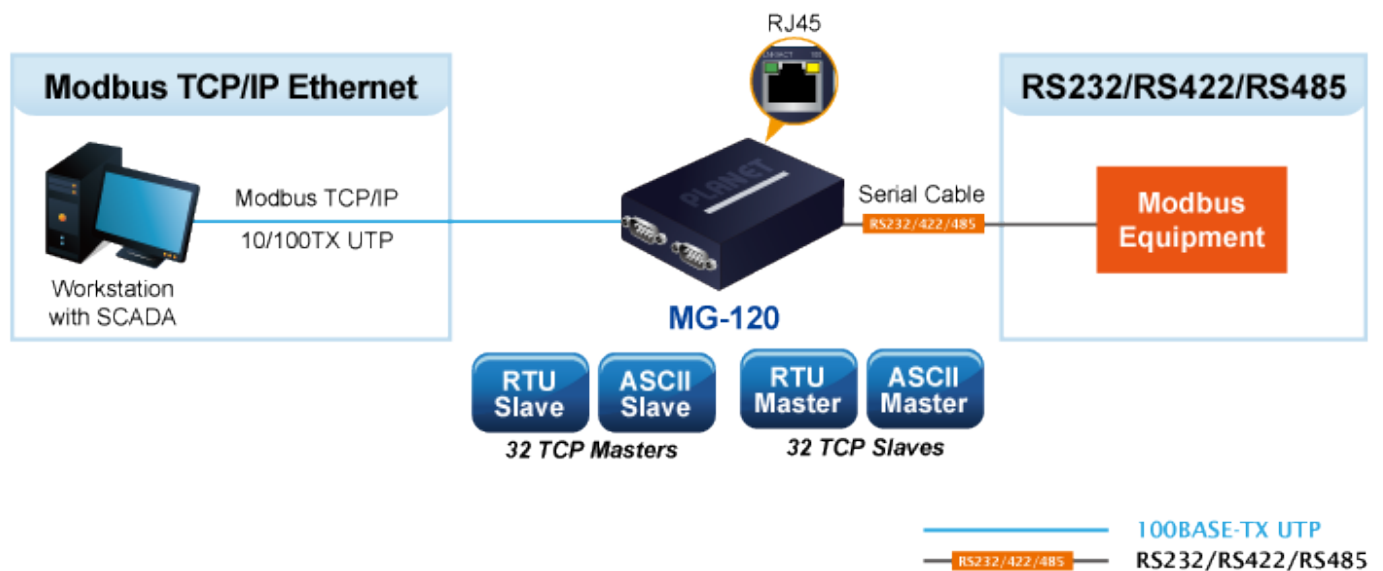 RJ45
Modbus TCP/IP Ethernet
RS232/RS422/RS485
PLANET
Modbus TCP/IP
10/100TX UTP
Serial Cable
RS232/422/485
Modbus
Equipment
Workstation
with SCADA
MG-120
RTU
Slave
ASCII
Slave
RTU
Master
ASCII
Master
32 TCP Masters
32 TCP Slaves
100BASE-TX UTP
RS232/422/485
RS232/RS422/RS485